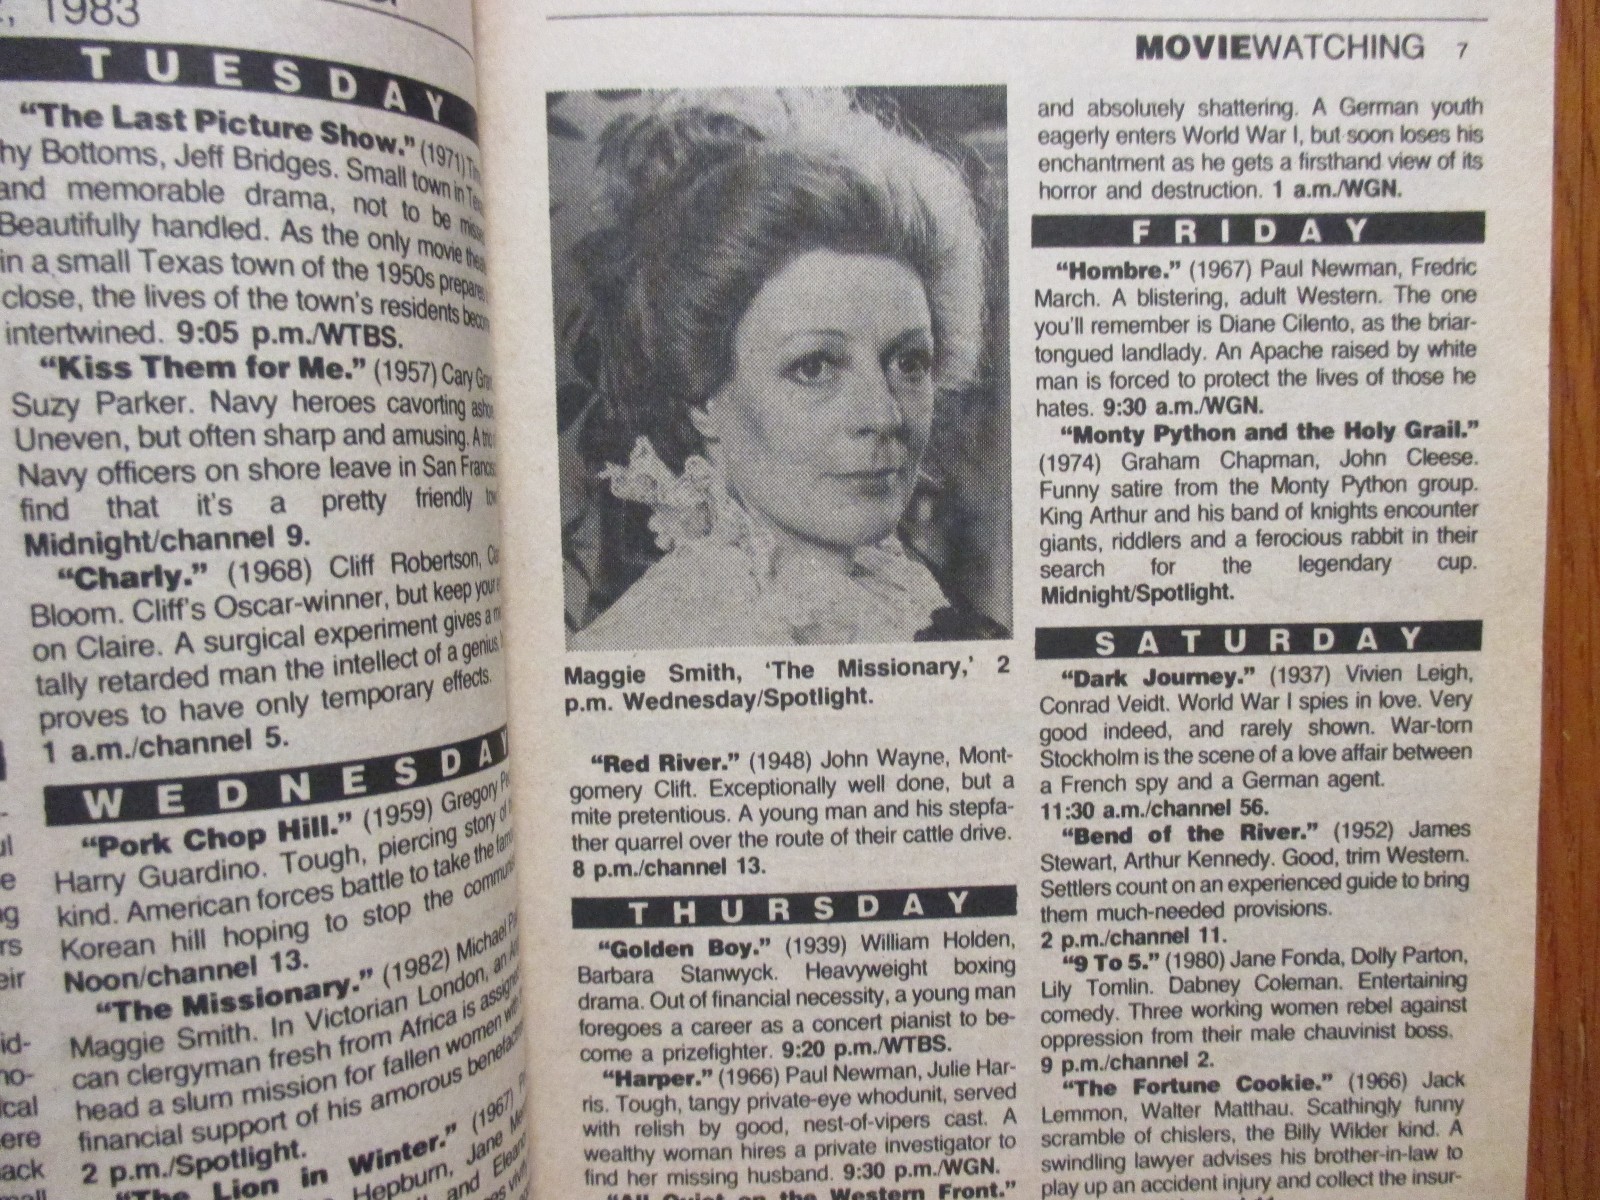 1983
TUESDAY
"The Last Picture Show." (1971)
hy Bottoms, Jeff Bridges. Small town in
and memorable drama, not to be
Beautifully handled. As the only movie
in a small Texas town of the 1950s
close, the lives of the town's residents
intertwined. 9:05 p.m./WTBS.
"Kiss Them for Me." (1957) Cary
Suzy Parker. Navy heroes cavorting
Uneven, but often sharp and amusing. A
Navy officers on shore leave in San
find that it's a pretty friendly
Midnight/channel 9.
"Charly." (1968) Cliff Robertson,
Bloom. Cliff's Oscar-winner, but keep your
on Claire. A surgical experiment gives a
tally retarded man the intellect of a genius.
proves to have only temporary effects.
1 a.m./channel 5.
WEDNESDAY
"Pork Chop Hill." (1959) Gregory
Harry Guardino. Tough, piercing story of
kind. American forces battle to take the
Korean hill hoping to stop the
Noon/channel 13.
"The Missionary." (1982) Michael
Maggie Smith. In Victorian London, an
can clergyman fresh from Africa is
head a slum mission for fallen women
financial support of his amorous
2 p.m./Spotlight.
"The Lion in Winter." (1967)
Hepburn, Jane
and
MOVIEWATCHING 7
Maggie Smith, 'The Missionary,' 2
p.m. Wednesday/Spotlight.
"Red River." (1948) John Wayne, Mont-
gomery Clift. Exceptionally well done, but a
mite pretentious. A young man and his stepfa-
ther quarrel over the route of their cattle drive.
8 p.m./channel 13.
THURSDAY
"Golden Boy." (1939) William Holden,
Barbara Stanwyck. Heavyweight boxing
drama. Out of financial necessity, a young man
foregoes a career as a concert pianist to be-
come a prizefighter. 9:20 p.m./WTBS.
"Harper." (1966) Paul Newman, Julie Har-
ris. Tough, tangy private-eye whodunit, served
with relish by good, nest-of-vipers cast. A
wealthy woman hires a private investigator to
find her missing husband. 9:30 p.m./WGN.
"All Quiet on the Western Front."
and absolutely shattering. A German youth
eagerly enters World War I, but soon loses his
enchantment as he gets a firsthand view of its
horror and destruction. 1 a.m./WGN.
FRIDAY
"Hombre." (1967) Paul Newman, Fredric
March. A blistering, adult Western. The one
you'll remember is Diane Cilento, as the briar-
tongued landlady. An Apache raised by white
man is forced to protect the lives of those he
hates. 9:30 a.m./WGN.
"Monty Python and the Holy Grail."
(1974) Graham Chapman, John Cleese.
Funny satire from the Monty Python group.
King Arthur and his band of knights encounter
giants, riddlers and a ferocious rabbit in their
search for the legendary cup.
Midnight/Spotlight.
SATURDAY
"Dark Journey." (1937) Vivien Leigh,
Conrad Veidt. World War I spies in love. Very
good indeed, and rarely shown. War-torn
Stockholm is the scene of a love affair between
a French spy and a German agent.
11:30 a.m./channel 56.
"Bend of the River." (1952) James
Stewart, Arthur Kennedy. Good, trim Western.
Settlers count on an experienced guide to bring
them much-needed provisions.
2 p.m./channel 11.
"9 To 5." (1980) Jane Fonda, Dolly Parton,
Lily Tomlin. Dabney Coleman. Entertaining
comedy. Three working women rebel against
oppression from their male chauvinist boss.
9 p.m./channel 2.
"The Fortune Cookie." (1966) Jack
Lemmon, Walter Matthau. Scathingly funny
scramble of chislers, the Billy Wilder kind. A
swindling lawyer advises his brother-in-law to
play up an accident injury and collect the insur-